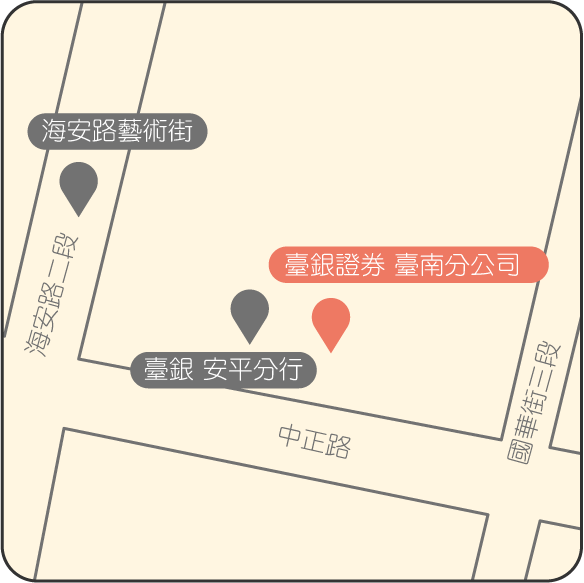 海安路藝術街
海安路二段
臺銀證券 臺南分公司
臺銀 安平分行
國華街三段
中正路